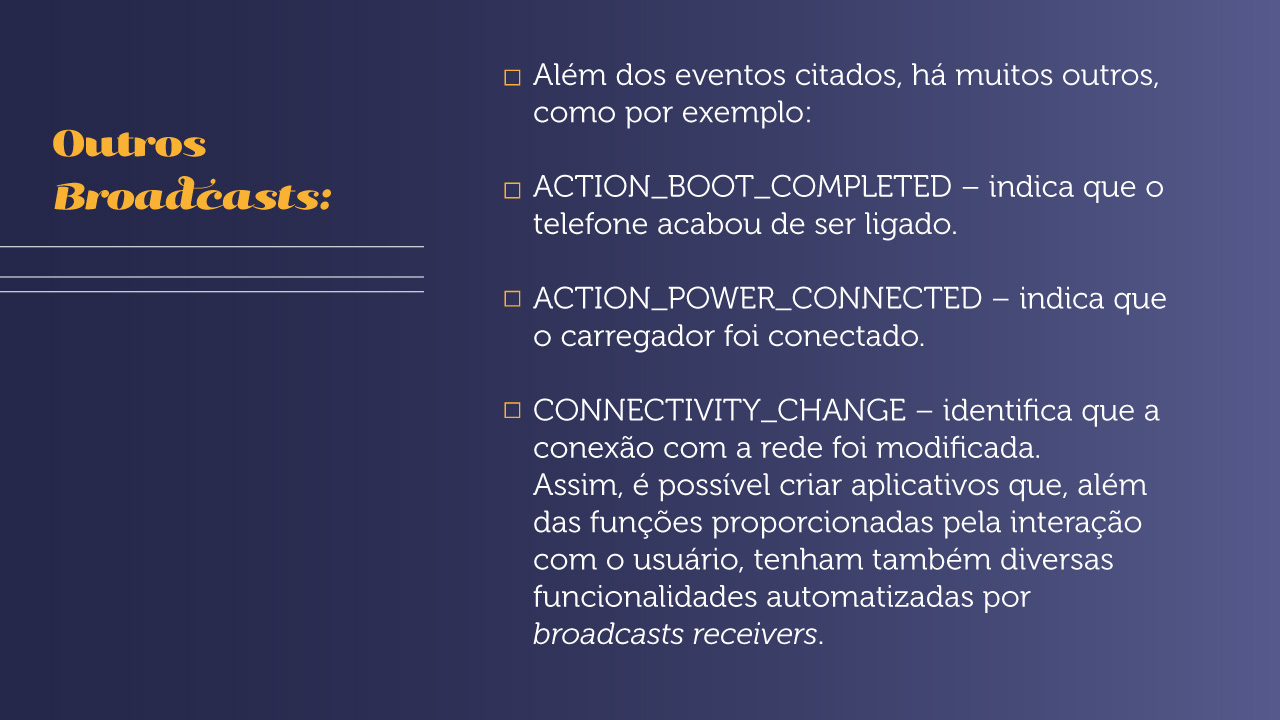 Outros
Broadcasts:
Além dos eventos citados, há muitos outros,
como por exemplo:
ACTION_BOOT_COMPLETED – indica que o
telefone acabou de ser ligado.
ACTION_POWER_CONNECTED – indica que
o carregador foi conectado.
CONNECTIVITY_CHANGE – identifica que a
conexão com a rede foi modificada.
Assim, é possível criar aplicativos que, além
das funções proporcionadas pela interação
com o usuário, tenham também diversas
funcionalidades automatizadas por
broadcasts receivers.